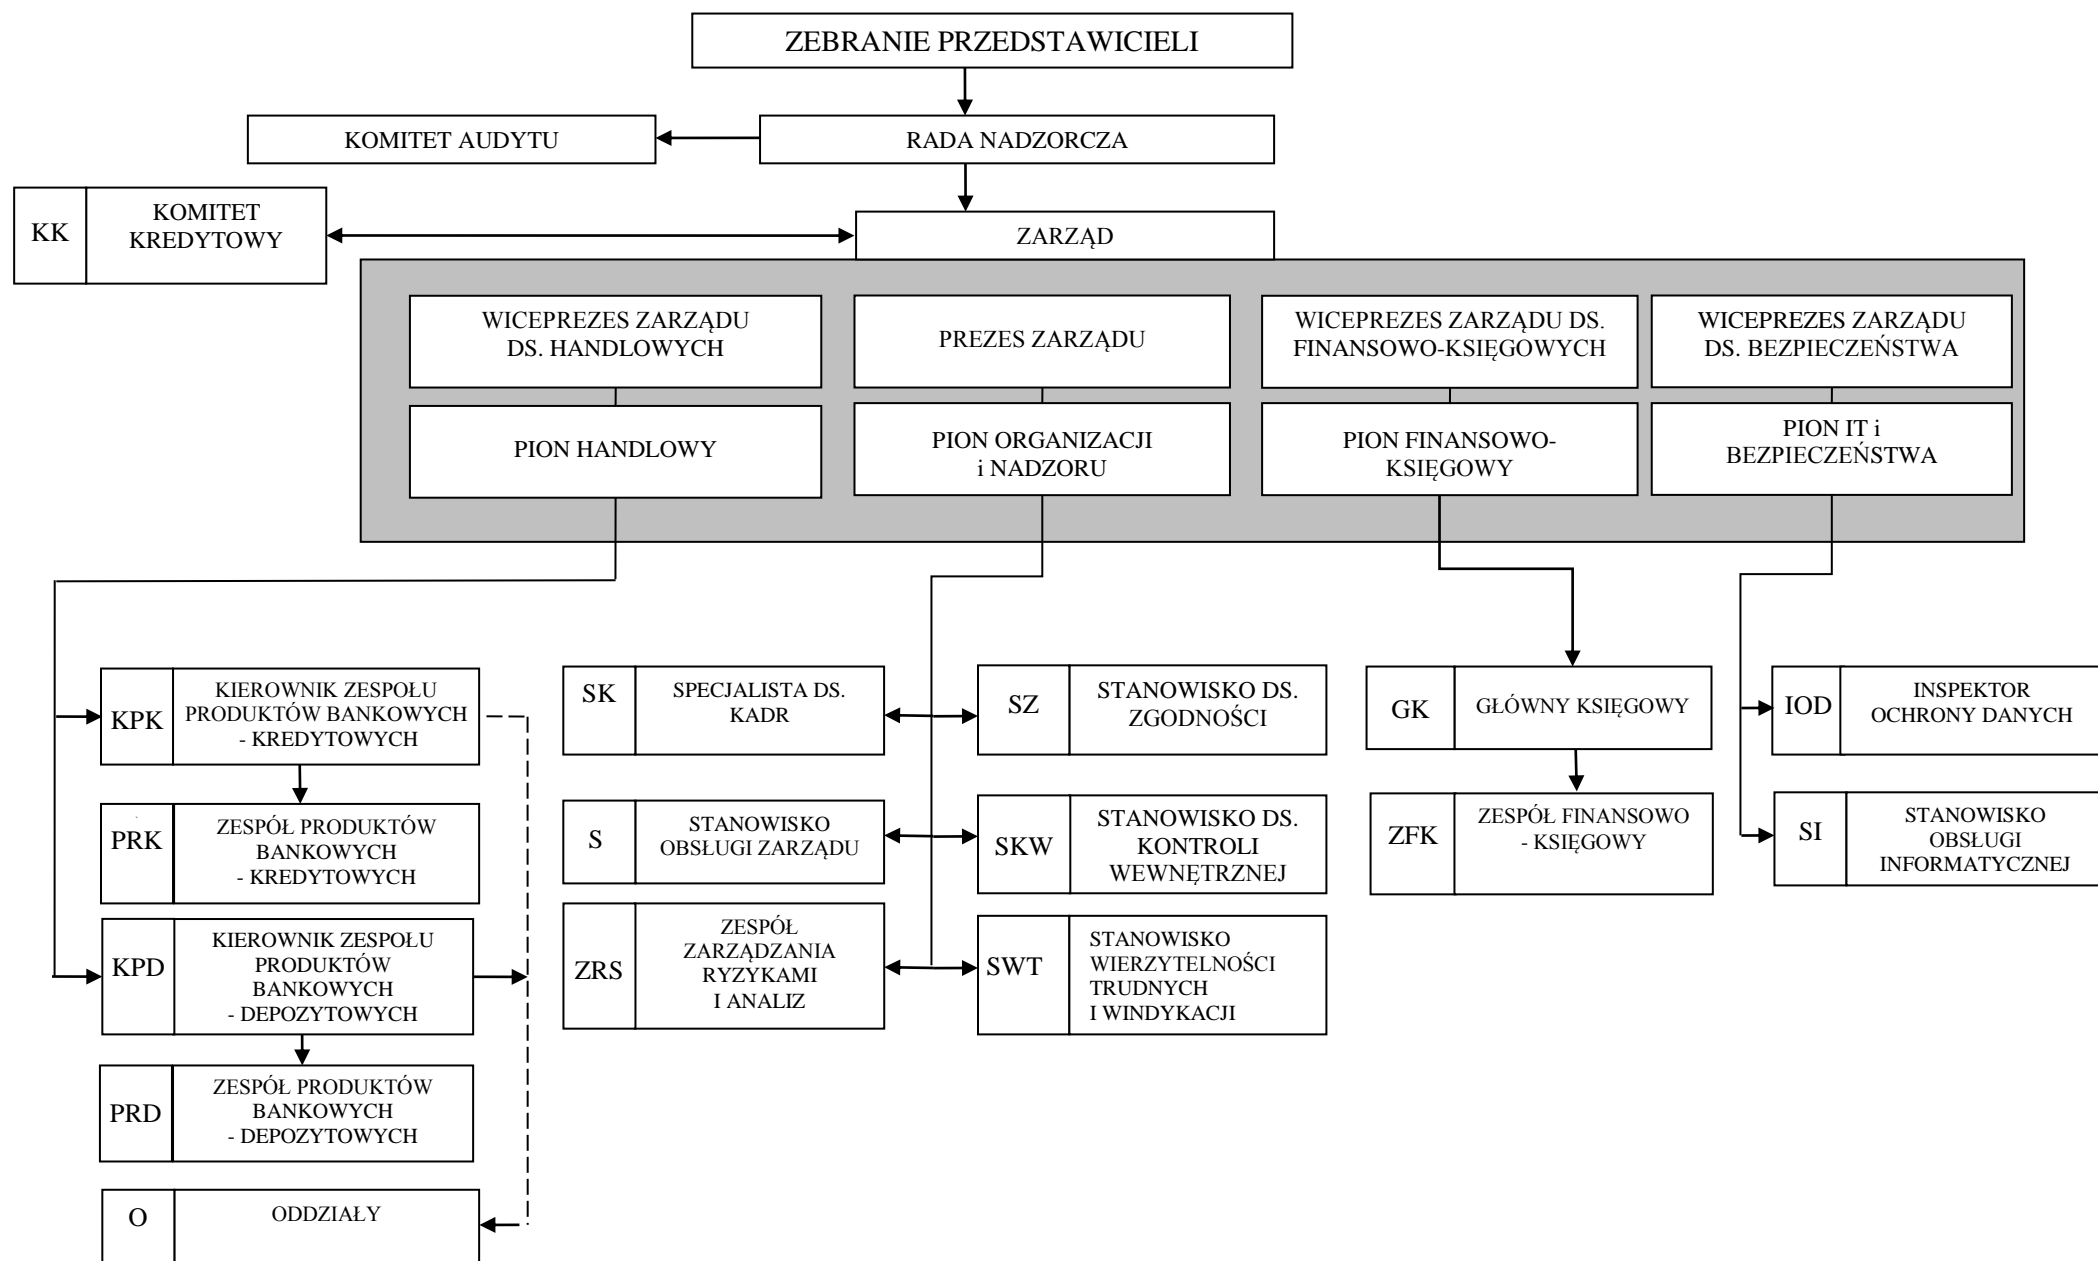 ZEBRANIE PRZEDSTAWICIELI
KOMITET AUDYTU
RADA NADZORCZA
KK
KOMITET
KREDYTOWY
ZARZĄD
WICEPREZES ZARZĄDU
DS. HANDLOWYCH
PREZES ZARZĄDU
WICEPREZES ZARZĄDU DS.
FINANSOWO-KSIĘGOWYCH
WICEPREZES ZARZĄDU
DS. BEZPIECZEŃSTWA
PION HANDLOWY
PION ORGANIZACJI
i NADZORU
PION FINANSOWO-
KSIĘGOWY
PION IT i
BEZPIECZEŃSTWA
KPK
KIEROWNIK ZESPOŁU
PRODUKTÓW BANKOWYCH
- KREDYTOWYCH
PRK
ZESPÓŁ PRODUKTÓW
BANKOWYCH
- KREDYTOWYCH
KPD
KIEROWNIK ZESPOŁU
PRODUKTÓW
BANKOWYCH
- DEPOZYTOWYCH
PRD
ZESPÓŁ PRODUKTÓW
BANKOWYCH
- DEPOZYTOWYCH
O
ODDZIAŁY
SK
SPECJALISTA DS.
KADR
S
STANOWISKO
OBSŁUGI ZARZĄDU
ZRS
ZESPÓŁ
ZARZĄDZANIA
RYZYKAMI
I ANALIZ
SZ
STANOWISKO DS.
ZGODNOŚCI
SKW
STANOWISKO DS.
KONTROLI
WEWNĘTRZNEJ
SWT
STANOWISKO
WIERZYTELNOŚCI
TRUDNYCH
I WINDYKACJI
GK
GŁÓWNY KSIĘGOWY
ZFK
ZESPÓŁ FINANSOWO
- KSIĘGOWY
IOD
INSPEKTOR
OCHRONY DANYCH
SI
STANOWISKO
OBSŁUGI
INFORMATYCZNEJ